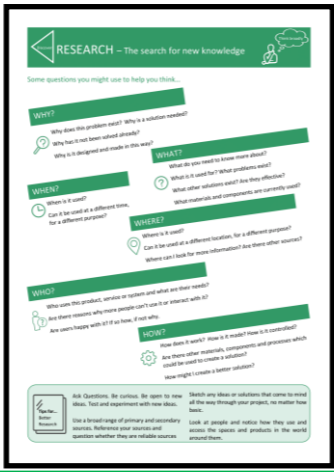 RESEARCH – The search for new knowledge
Some questions you might use to help you think...
WHY?
Why does this problem exist? Why is a solution needed?
Why has it not been solved already?
Why is it designed and made in this way?
WHAT?
What do you need to know more about?
What is it used for? What problems exist?
What other solutions exist? Are they effective?
What materials and components are currently used?
WHEN?
When is it used?
Can it be used at a different time,
for a different purpose?
WHERE?
Where is it used?
Can it be used at a different location, for a different purpose?
Where can I look for more information? Are there other sources?
WHO?
Who uses this product, service or system and what are their needs?
Are there reasons why more people can't use it or interact with it?
Are users happy with it? If so how, if not why.
HOW?
How does it work? How is it made? How is it controlled?
Are there other materials, components and processes which
could be used to create a solution?
How might I create a better solution?
Tips for...
Better
Research
Ask Questions. Be curious. Be open to new
ideas. Test and experiment with new ideas.
Use a broad range of primary and secondary
sources. Reference your sources and
question whether they are reliable sources
Sketch any ideas or solutions that come to mind
all the way through your project, no matter how
basic.
Look at people and notice how they use and
access the spaces and products in the world
around them.